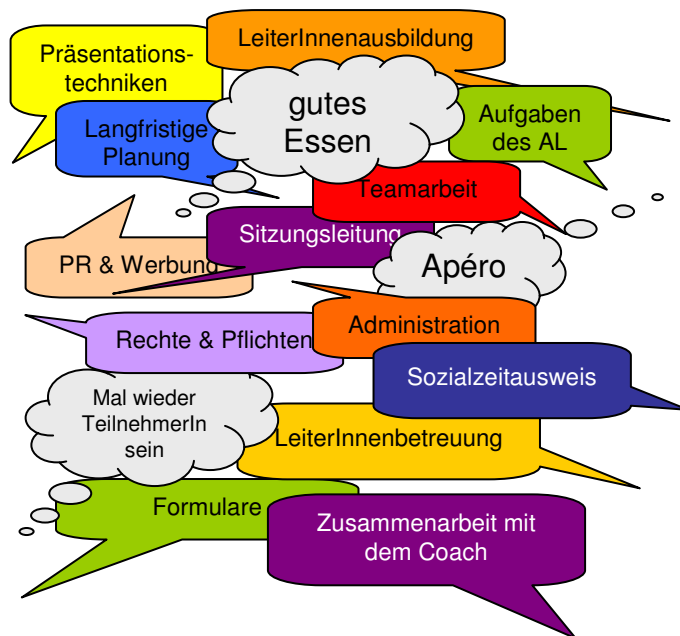 LeiterInnenausbildung
Präsentations-
techniken
gutes
Essen
Aufgaben
des AL
Langfristige
Planung
Teamarbeit
Sitzungsleitung
PR & Werbung
Apéro
Rechte & Pflichten
Administration
Sozialzeitausweis
Mal wieder
TeilnehmerIn
sein
LeiterInnenbetreuung
Formulare
Zusammenarbeit mit
dem Coach